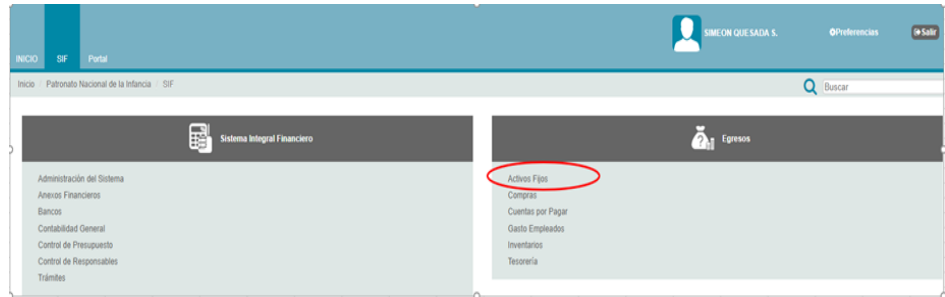 SIMEON QUESADA S.
Preferencias
Salir
INICIO SIF Portal
Inicio / Patronato Nacional de la Infancia / SIF
Buscar
Sistema Integral Financiero
Administración del Sistema
Anexos Financieros
Bancos
Contabilidad General
Control de Presupuesto
Control de Responsables
Trámites
Egresos
Activos Fijos
Compras
Cuentas por Pagar
Gasto Empleados
Inventarios
Tesorería